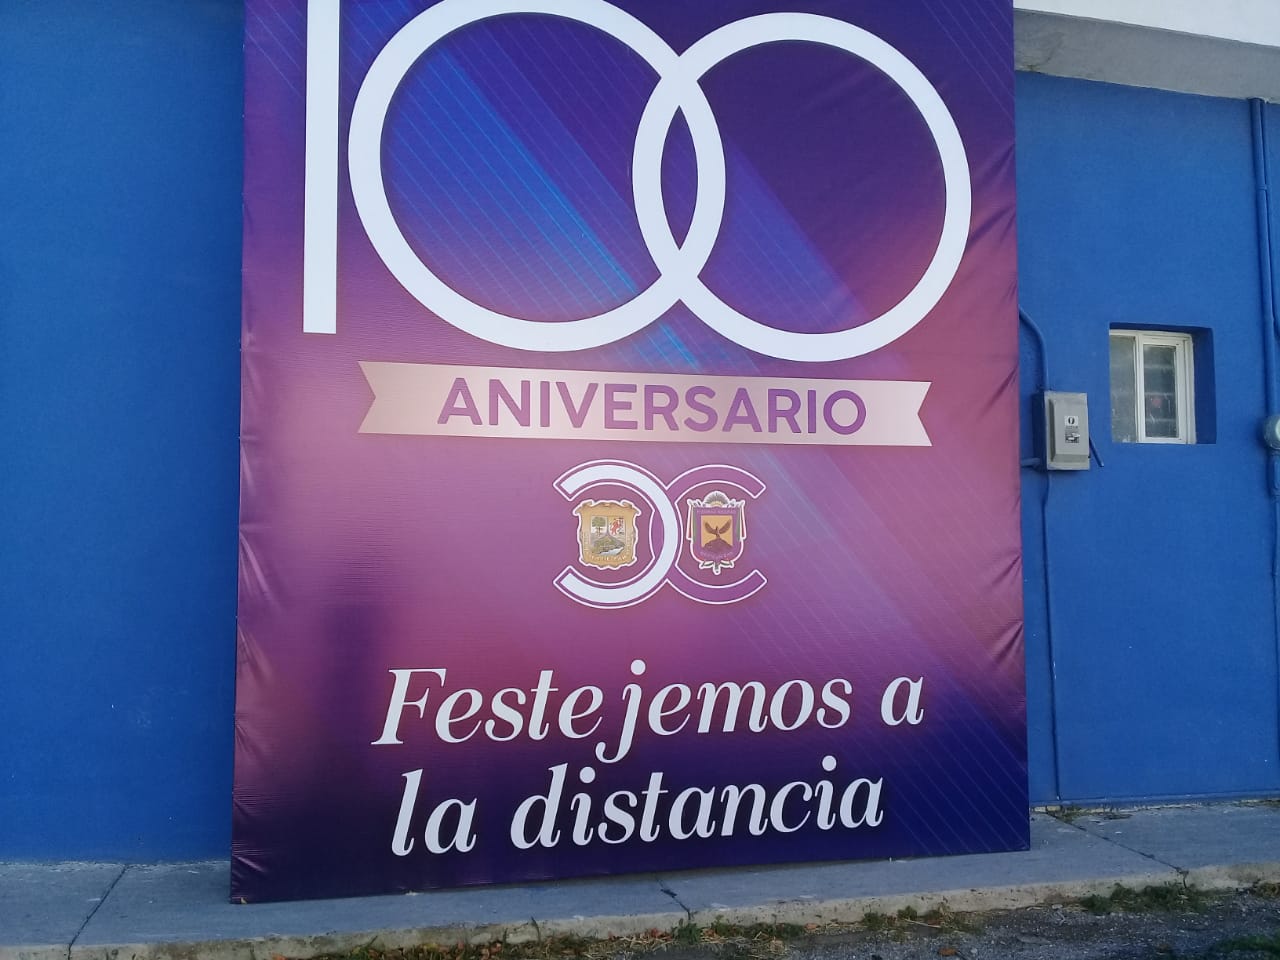 100
ANIVERSARIO
Festejemos a
la distancia